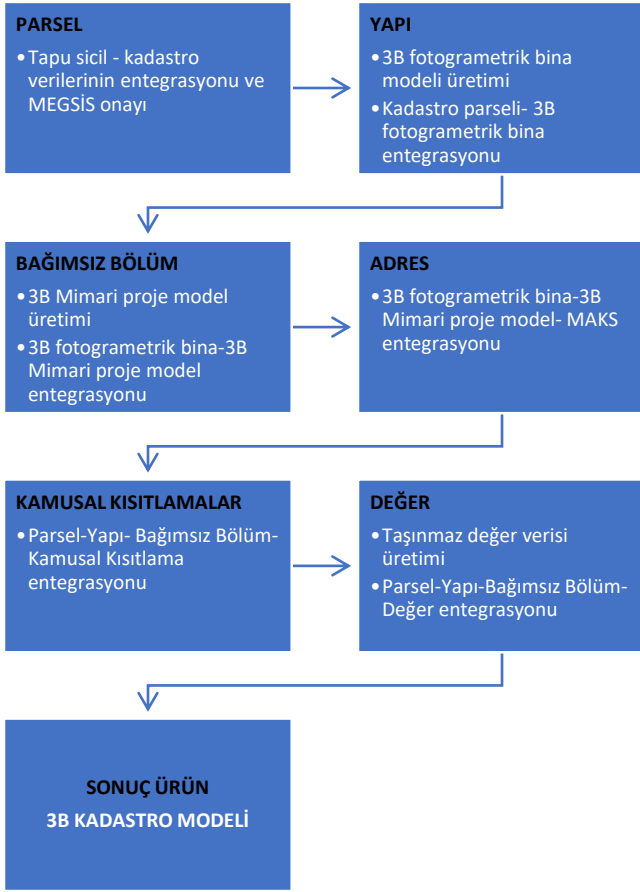 PARSEL
•Tapu sicil - kadastro
verilerinin entegrasyonu ve
MEGSİS onayı
YAPI
•3B fotogrametrik bina
modeli üretimi
•Kadastro parseli- 3B
fotogrametrik bina
entegrasyonu
BAĞIMSIZ BÖLÜM
•3B Mimari proje model
üretimi
•3B fotogrametrik bina-3B
Mimari proje model
entegrasyonu
ADRES
•3B fotogrametrik bina-3B
Mimari proje model- MAKS
entegrasyonu
KAMUSAL KISITLAMALAR
•Parsel-Yapı- Bağımsız Bölüm-
Kamusal Kısıtlama
entegrasyonu
DEĞER
•Taşınmaz değer verisi
üretimi
•Parsel-Yapı-Bağımsız Bölüm-
Değer entegrasyonu
SONUÇ ÜRÜN
3B KADASTRO MODELİ